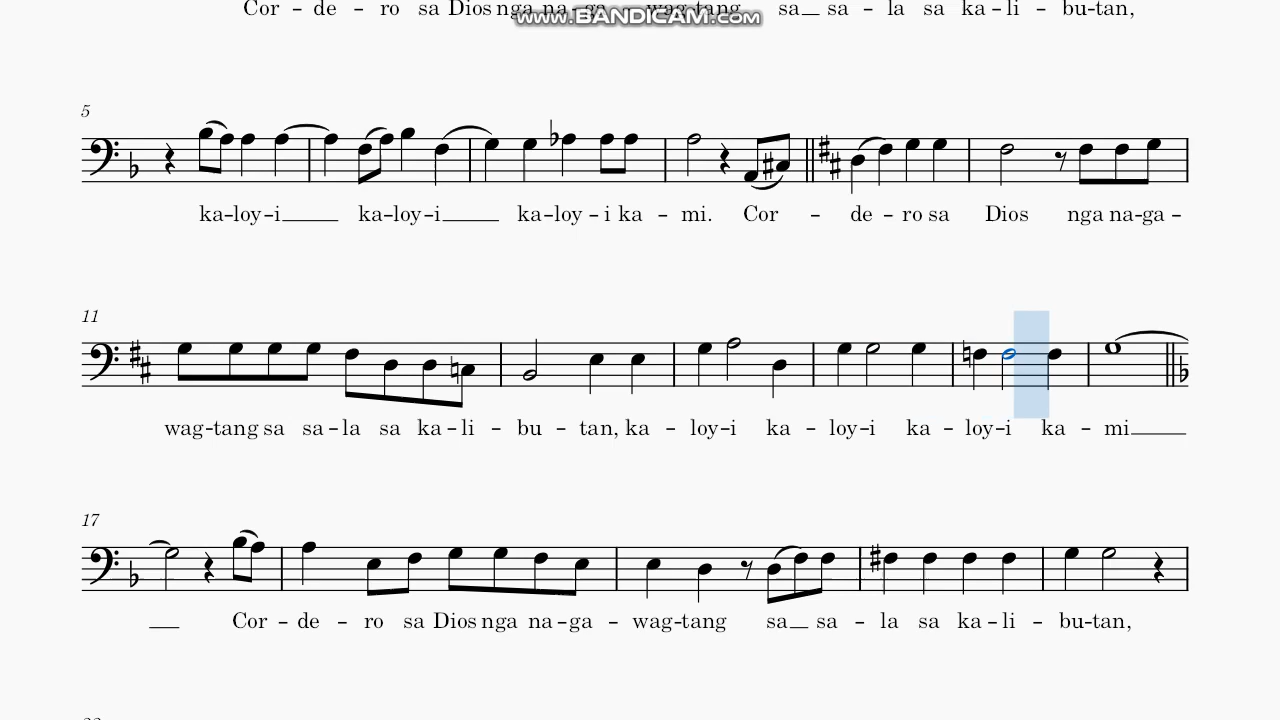 Cor - de - ro sa Dios nga na - ga - wag-tang sa sa - la sa ka - li - bu-tan,
www.BANDICAM.com
5
ka-loy-i ka-loy-i ka-loy - i ka - mi. Cor - de - ro sa Dios nga na-ga -
11
wag-tang sa sa - la sa ka - li - bu - tan, ka - loy-i ka - loy-i ka - loy-i ka - mi
17
Cor - de - ro sa Dios nga na - ga - wag-tang sa sa - la sa ka - li - bu-tan,